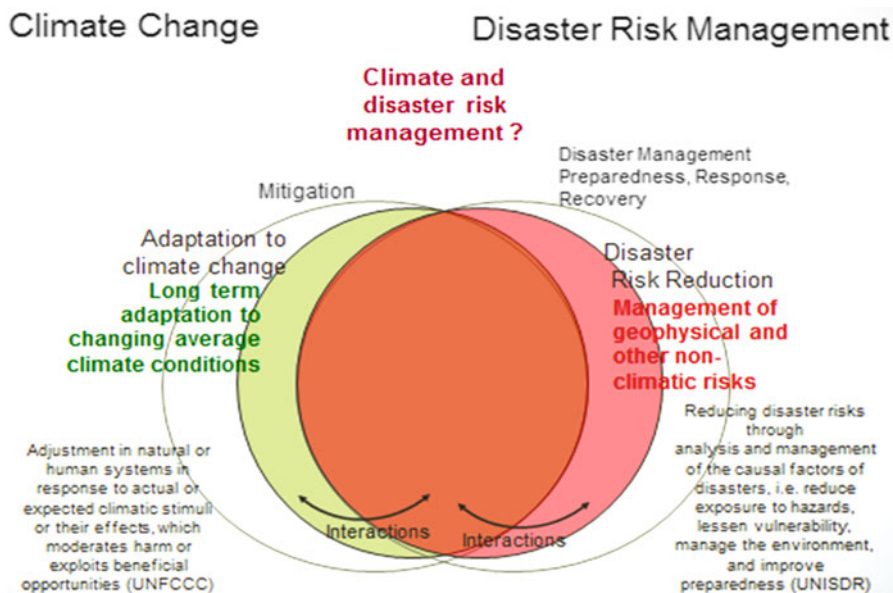 Climate Change
Disaster Risk Management
Climate and
disaster risk
management ?
Mitigation
Disaster Management
Preparedness, Response,
Recovery
Adaptation to
climate change
Long term
adaptation to
changing average
climate conditions
Disaster
Risk Reduction
Management of
geophysical and
other non-
climatic risks
Adjustment in natural or
human systems in
response to actual or
expected climatic stimuli
or their effects, which
moderates harm or
exploits beneficial
opportunities (UNFCCC)
Interactions
Interactions
Reducing disaster risks
through
analysis and management
of the causal factors of
disasters, i.e. reduce
exposure to hazards,
lessen vulnerability,
manage the environment,
and improve
preparedness (UNISDR)